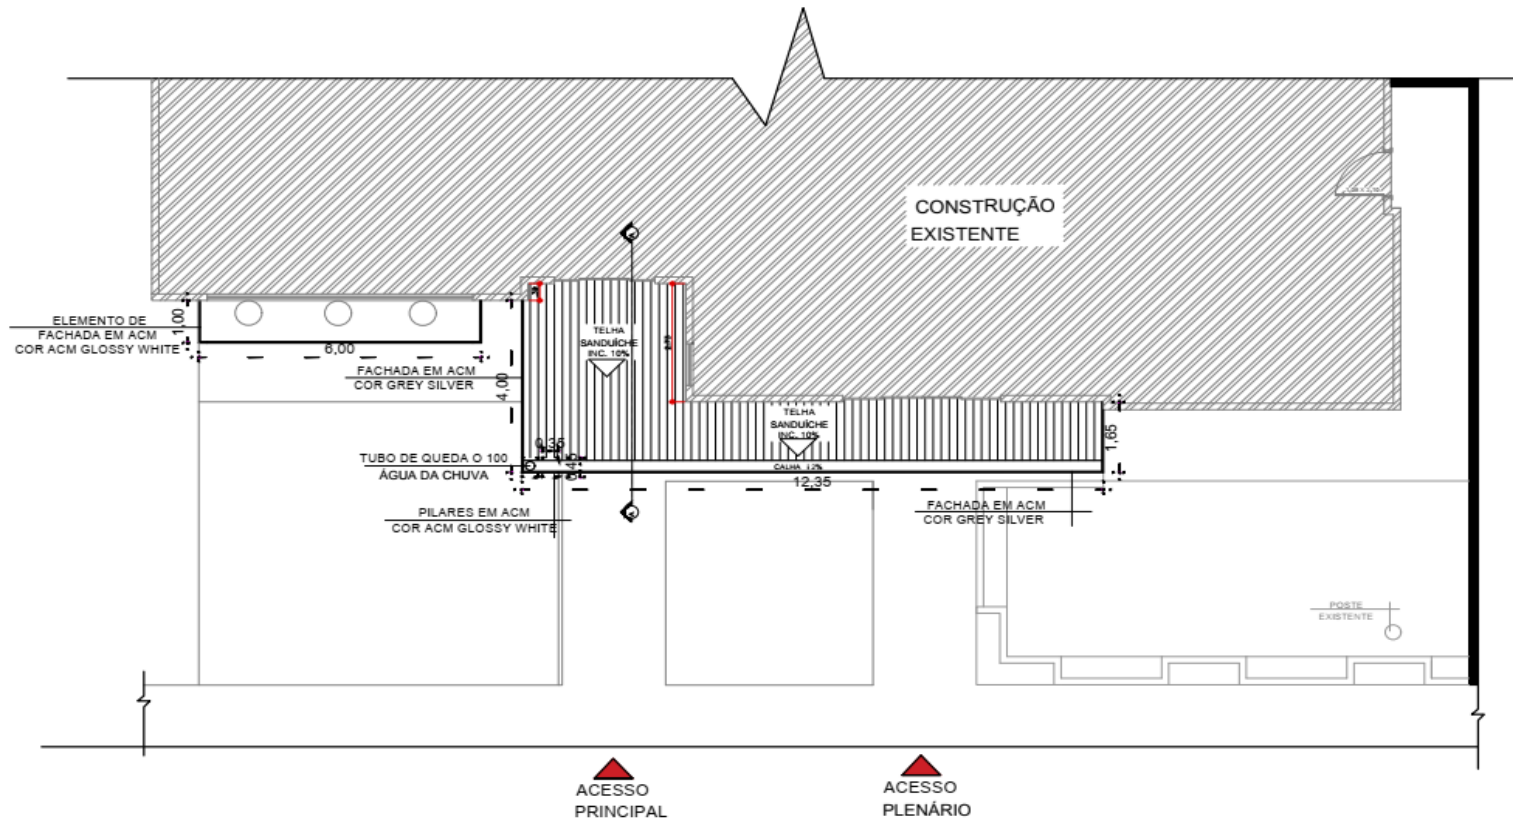 CONSTRUÇÃO
EXISTENTE
ELEMENTO DE
FACHADA EM ACM
COR ACM GLOSSY WHITE
1,00
6,00
FACHADA EM ACM
COR GREY SILVER
4,00
TELHA
SANDUÍCHE
INC. 10%
TELHA
SANDUÍCHE
INC. 10%
1,65
0,35
0,45
TUBO DE QUEDA O 100
ÁGUA DA CHUVA
CALHA
12,35
PILARES EM ACM
COR ACM GLOSSY WHITE
FACHADA EM ACM
COR GREY SILVER
POSTE
EXISTENTE
ACESSO
PRINCIPAL
ACESSO
PLENÁRIO